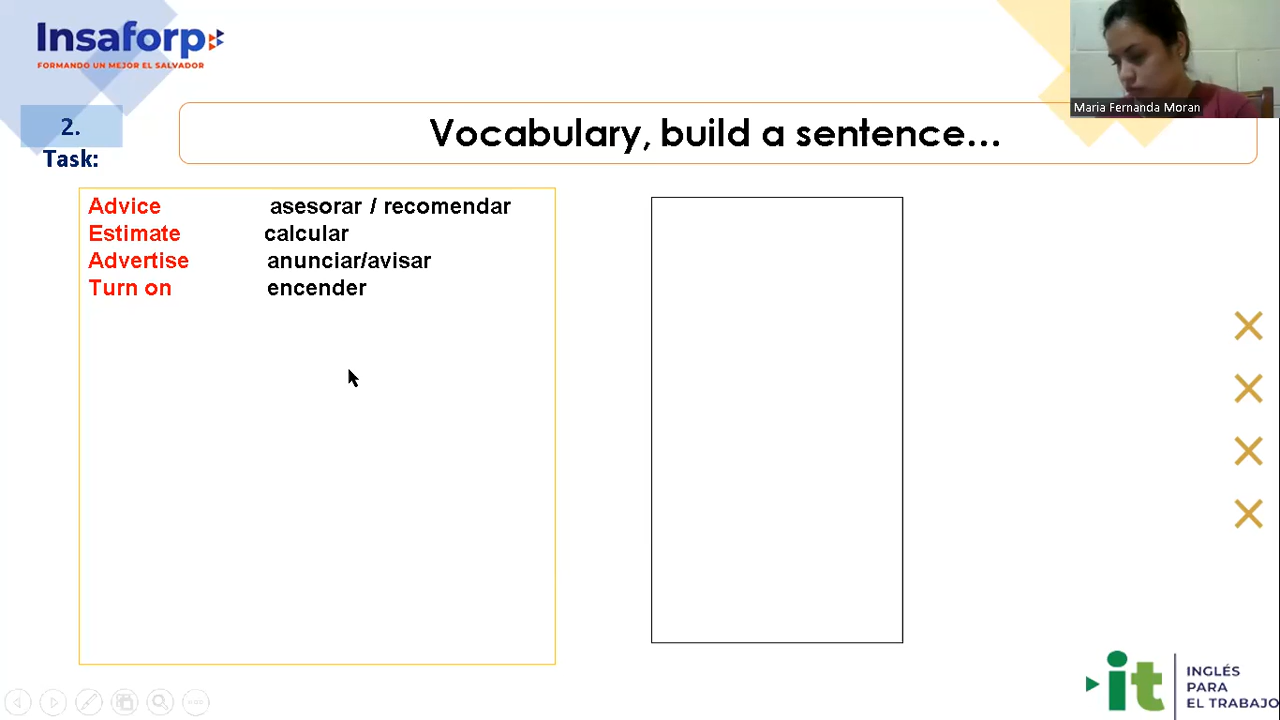 Insaforp
FORMANDO UN MEJOR EL SALVADOR
Maria Fernanda Moran
2.
Task:
Vocabulary, build a sentence...
Advice asesorar / recomendar
Estimate calcular
Advertise anunciar/avisar
Turn on encender
it
INGLÉS
PARA
EL TRABAJO